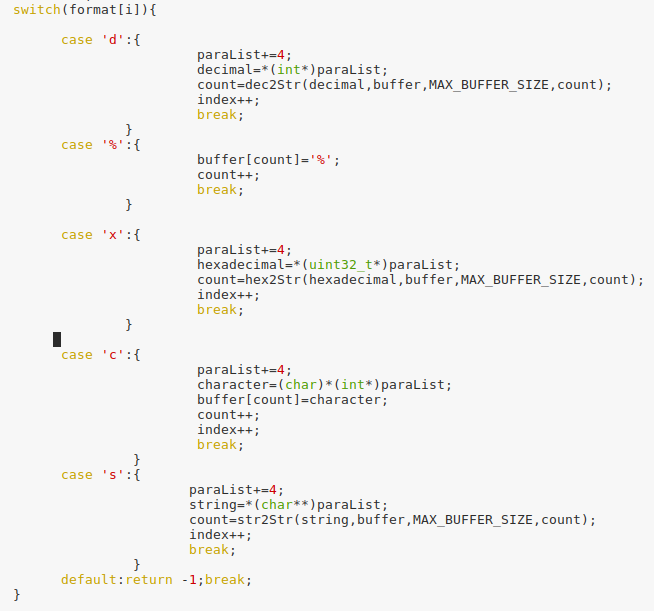 switch(format[i]){
case 'd':{
paraList+=4;
decimal=*(int*)paraList;
count=dec2Str(decimal,buffer,MAX_BUFFER_SIZE,count);
index++;
break;
}
case '%':{
buffer[count]='%';
count++;
break;
}
case 'x':{
paraList+=4;
hexadecimal=*(uint32_t*)paraList;
count=hex2Str(hexadecimal,buffer,MAX_BUFFER_SIZE,count);
index++;
break;
}
case 'c':{
paraList+=4;
character=(char)*(int*)paraList;
buffer[count]=character;
count++;
index++;
break;
}
case 's':{
paraList+=4;
string=*(char**)paraList;
count=str2Str(string,buffer,MAX_BUFFER_SIZE,count);
index++;
break;
}
default:return -1;break;
}